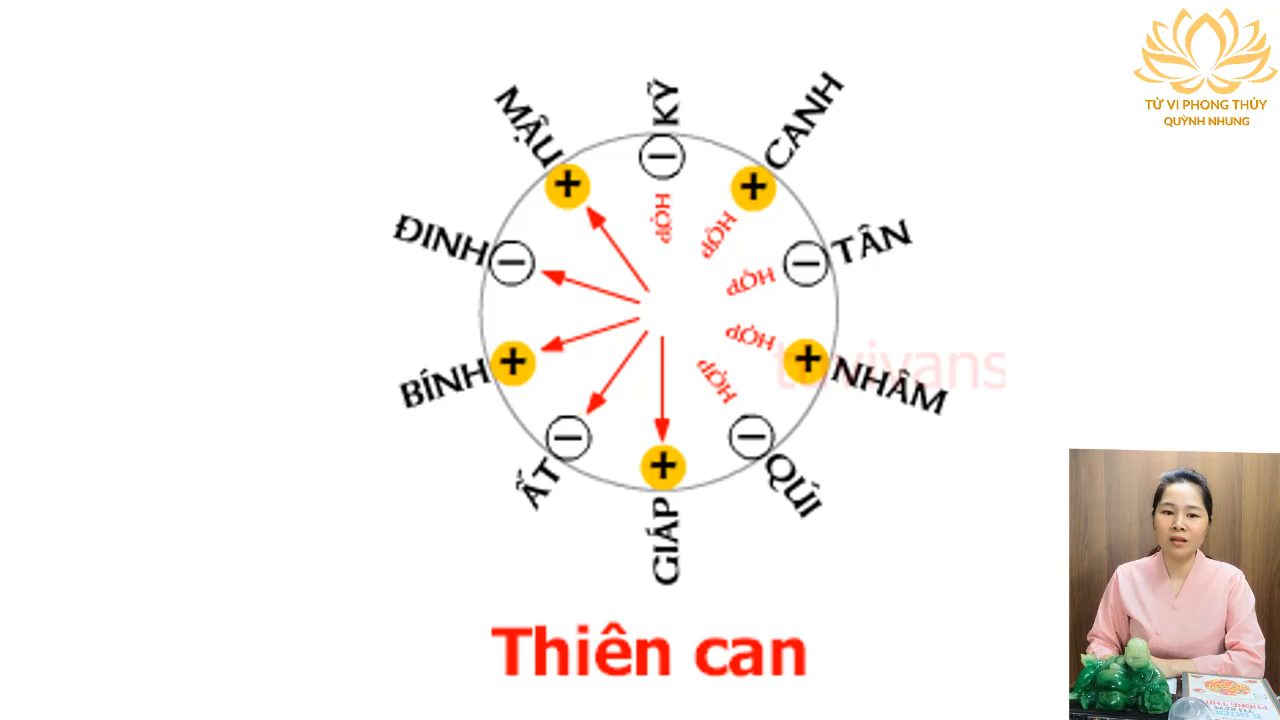 TỬ VI PHONG THỦY
QUỲNH NHUNG
KỶ
CANH
MẬU
TÂN
ĐINH
HỢP
HỢP
HỢP
HỢP
HỢP
NHÂM
BÍNH
ẤT
QÚI
GIÁP
Thiên can